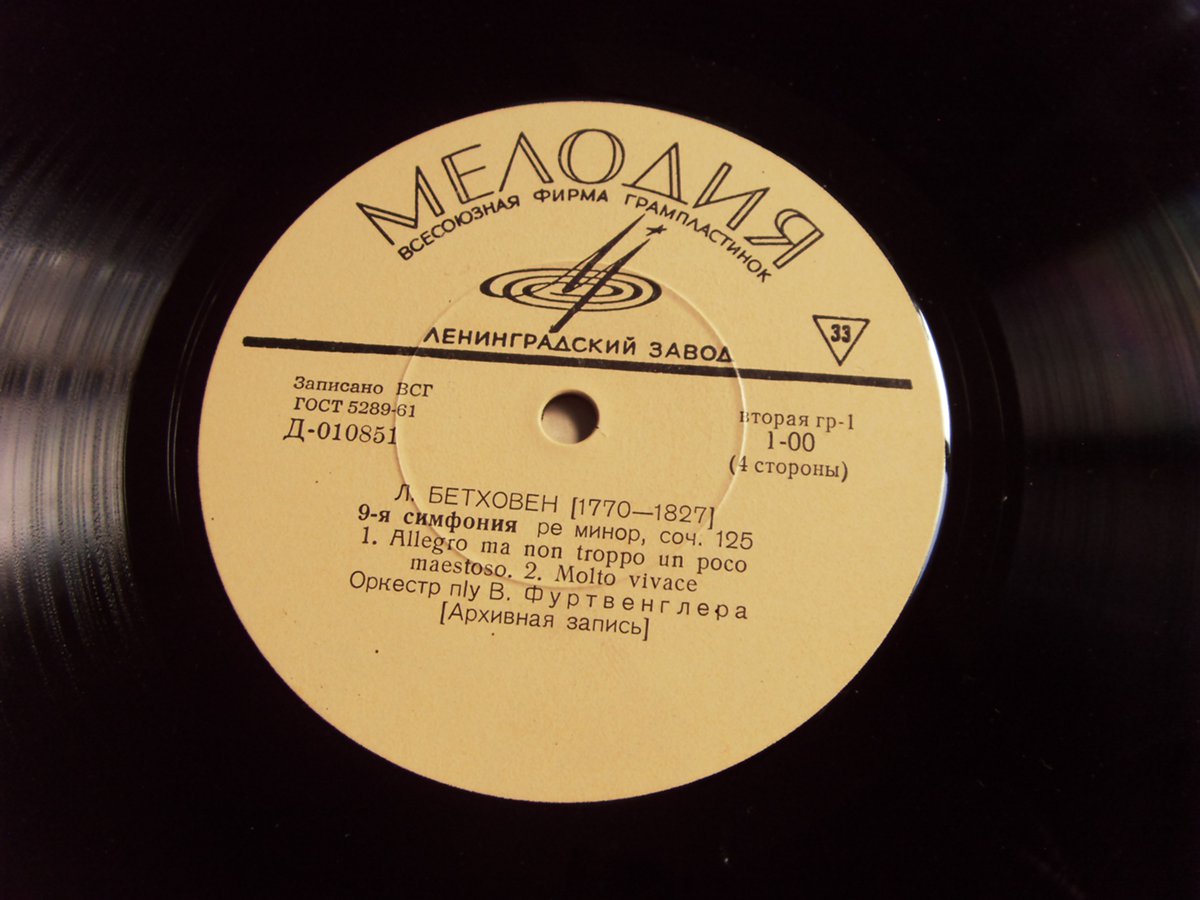 МЕЛОДИЯ
ВСЕСОЮЗНАЯ ФИРМА ГРАМПЛАСТИНОК
33
ЛЕНИНГРАДСКИЙ ЗАВОД
Записано ВСГ
ГОСТ 5289-61
Д-010851
вторая гр-1
1-00
(4 стороны)
Л. БЕТХОВЕН [1770—1827]
9-я симфония ре минор, соч. 125
1. Allegro ma non troppo un poco
maestoso. 2. Molto vivace
Оркестр п/у В. Фуртвенглера
[Архивная запись]